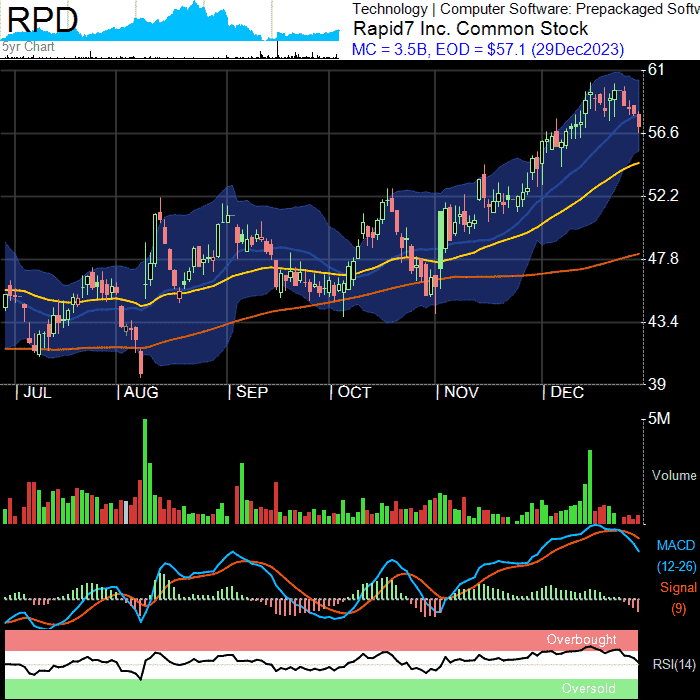 RPD
5yr Chart
Technology | Computer Software: Prepackaged Softw
Rapid7 Inc. Common Stock
MC = 3.5B, EOD = $57.1 (29Dec2023)
61
56.6
52.2
47.8
43.4
39
| JUL | AUG | SEP | OCT | NOV | DEC
5M
Volume
MACD
(12-26)
Signal
(9)
Overbought
RSI(14)
Oversold